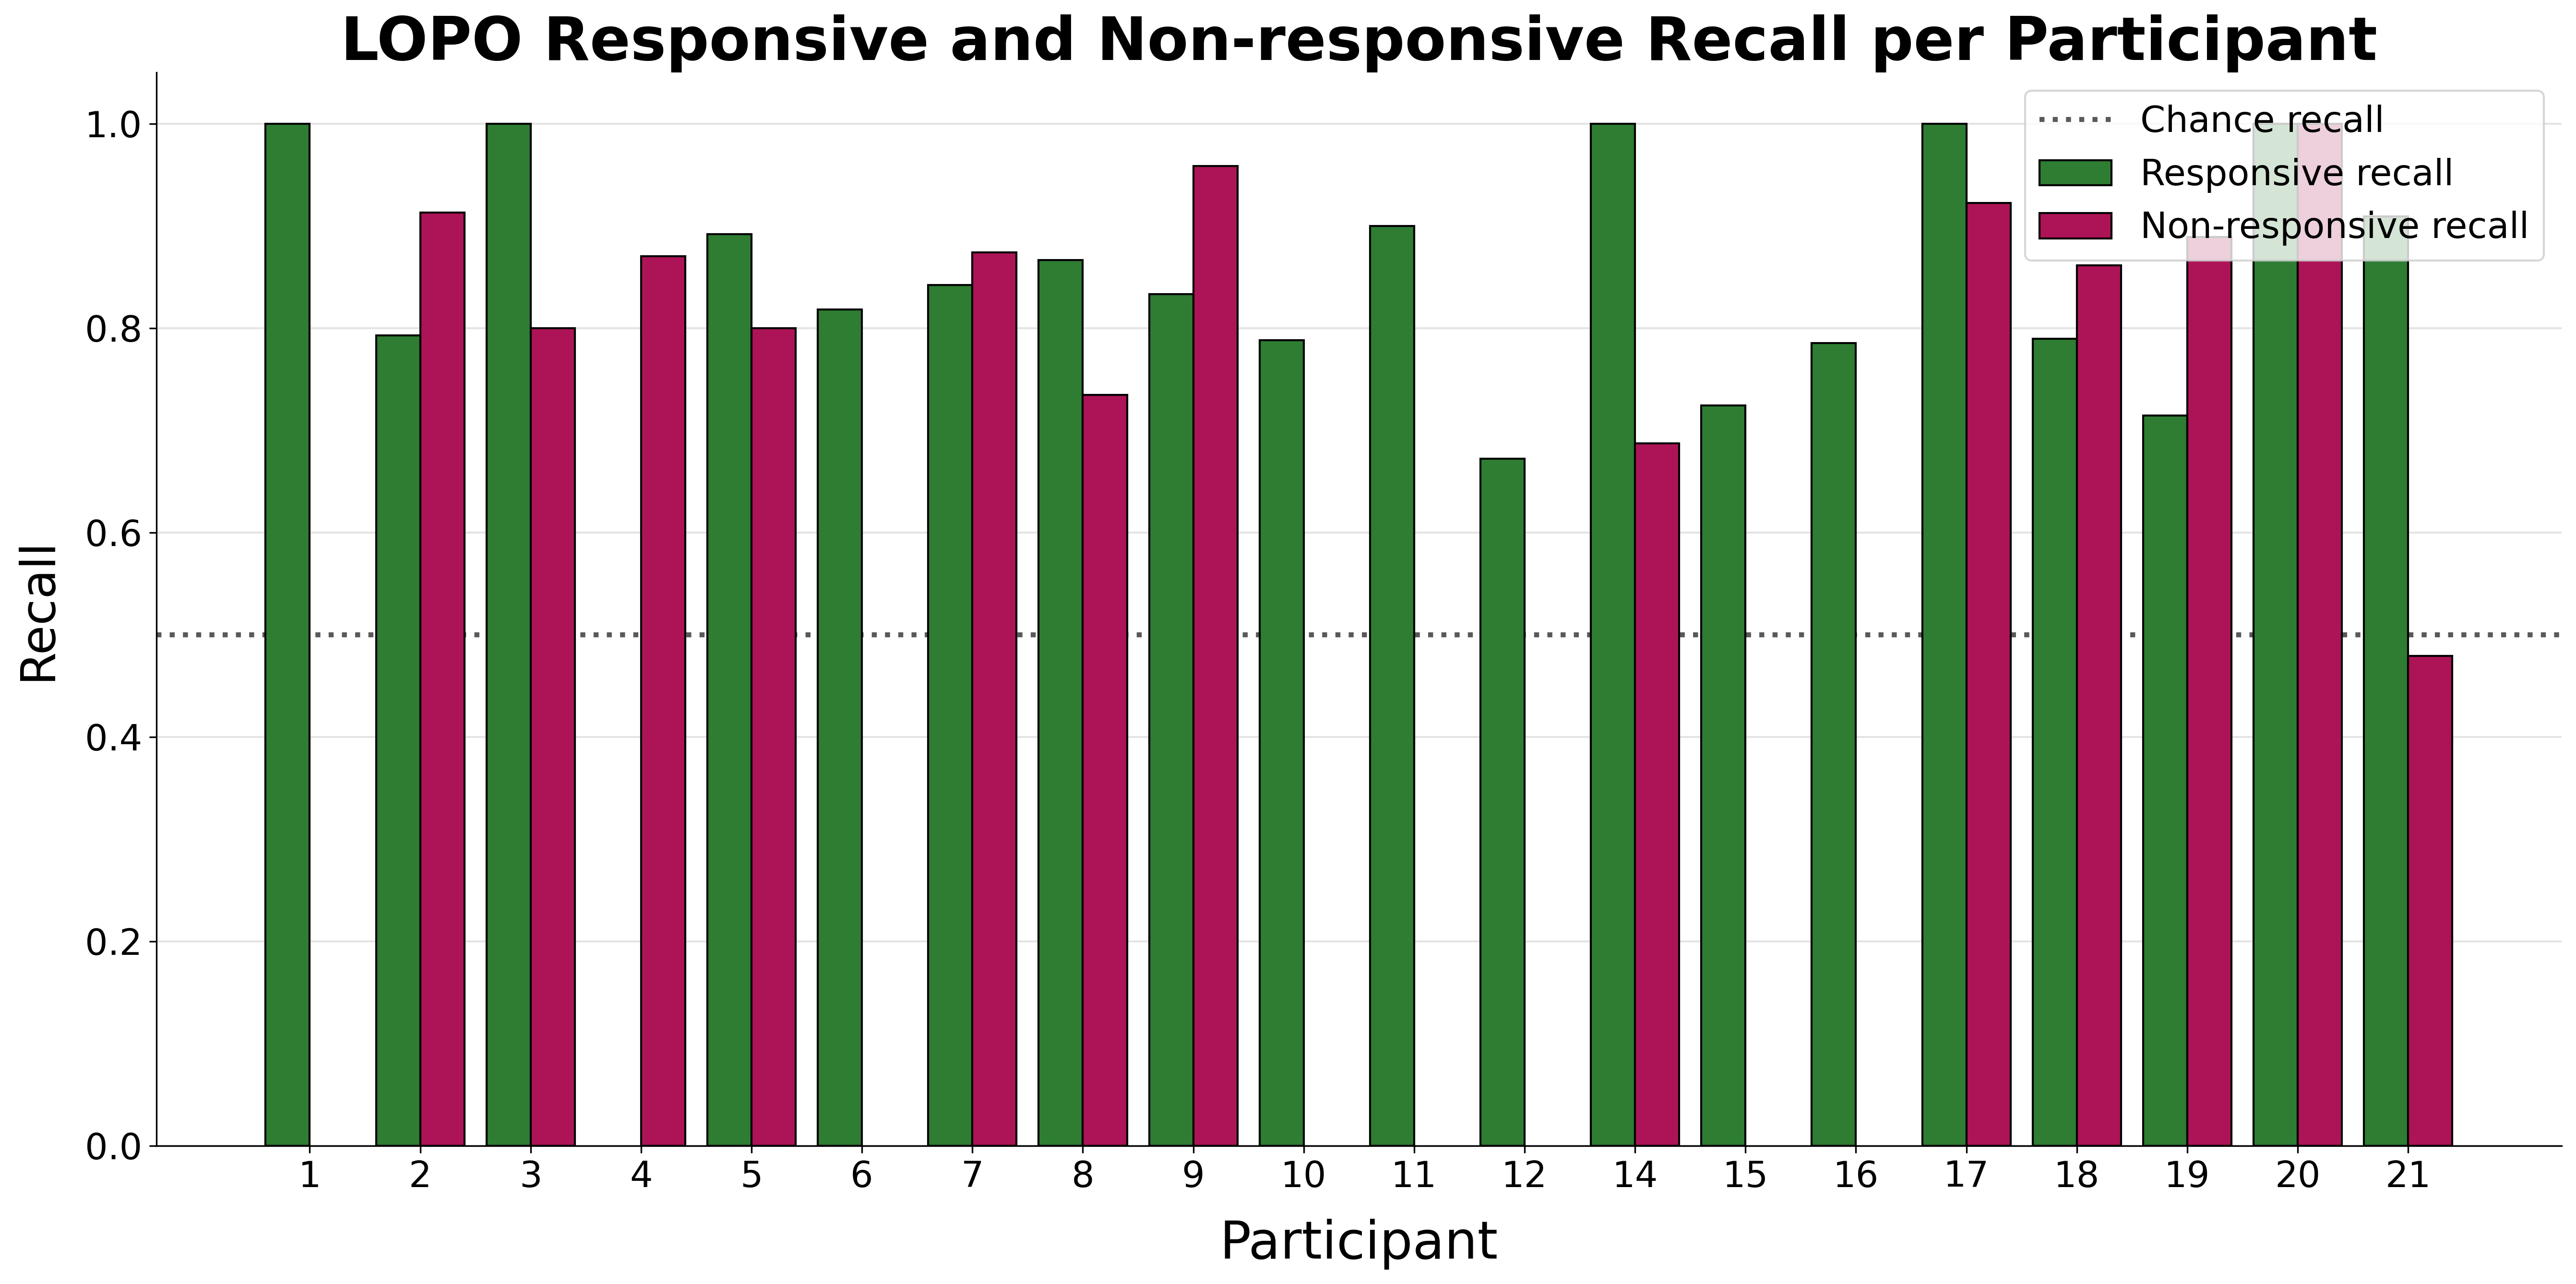 LOPO Responsive and Non-responsive Recall per Participant
Chance recall
Responsive recall
Non-responsive recall
1.0
0.8
0.6
0.4
0.2
0.0
Recall
1 2 3 4 5 6 7 8 9 10 11 12 14 15 16 17 18 19 20 21
Participant